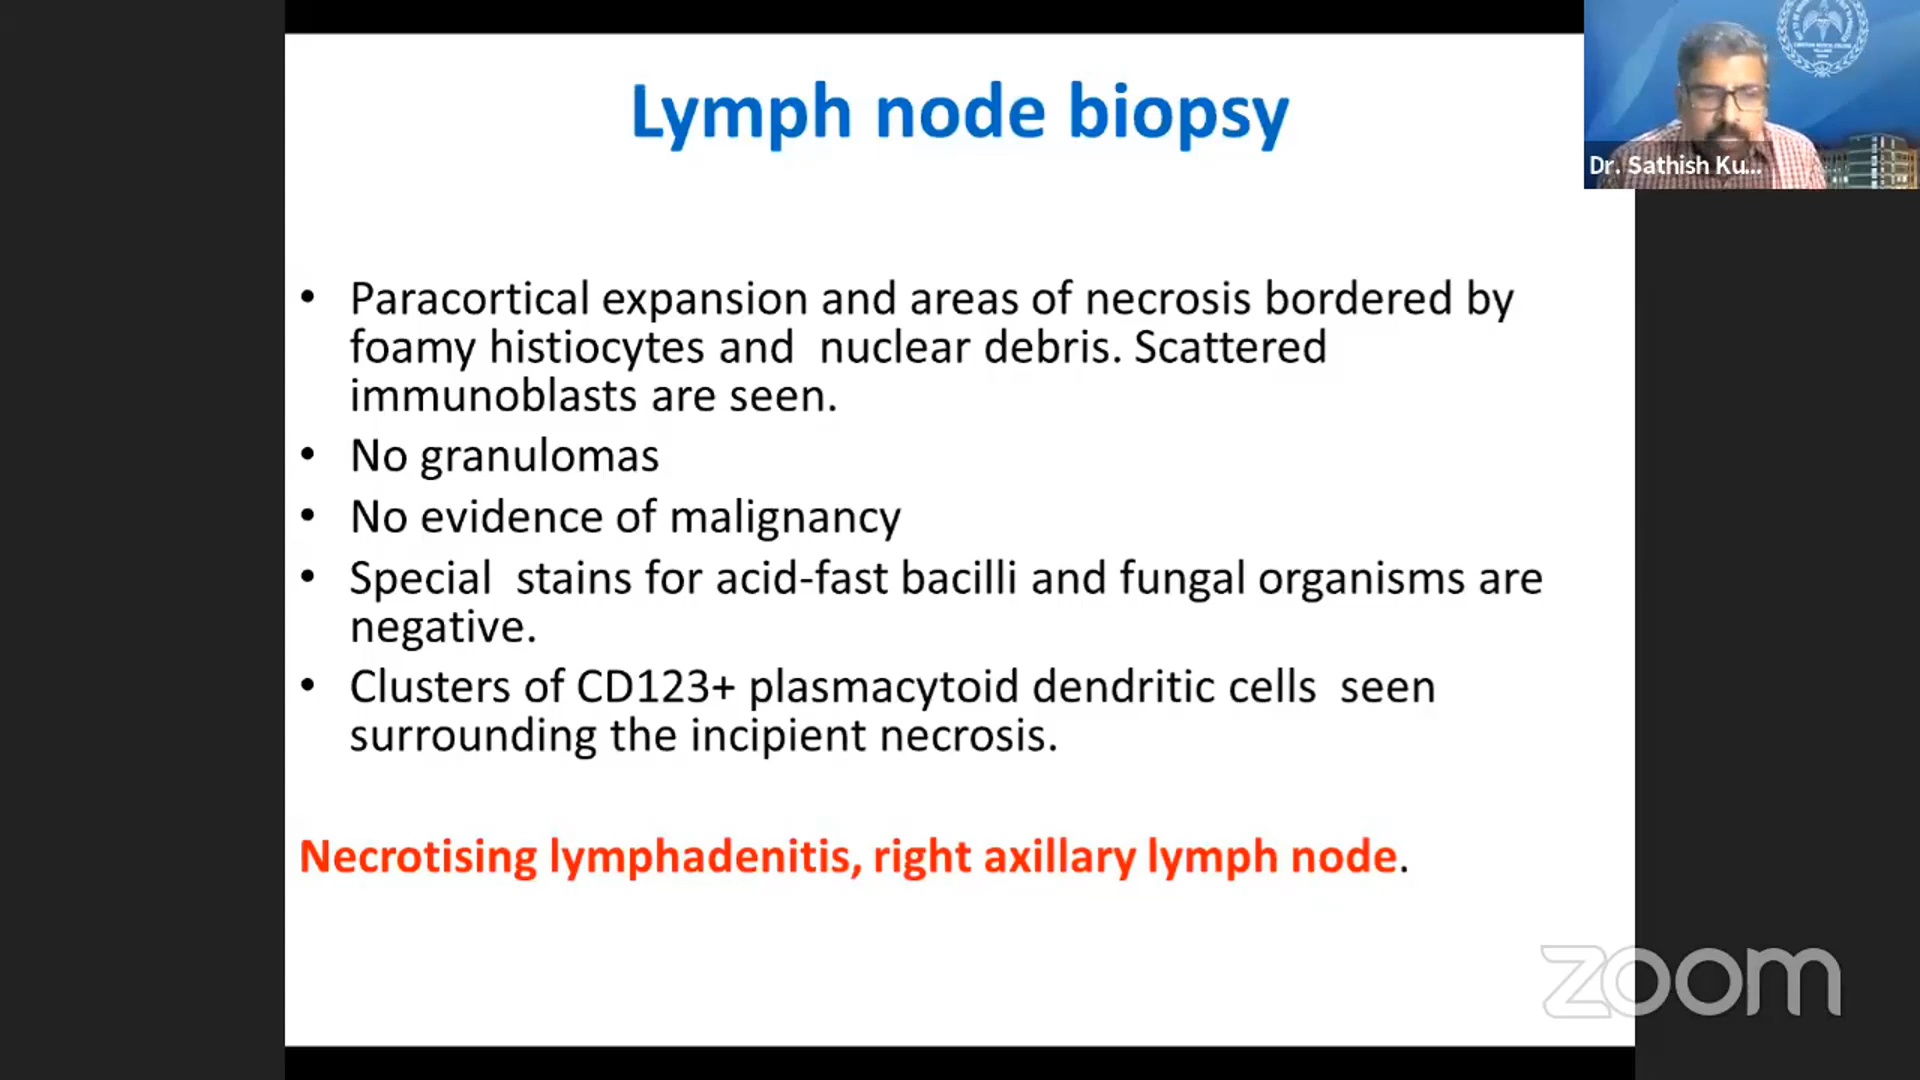 Lymph node biopsy
Dr. Sathish Ku...
• Paracortical expansion and areas of necrosis bordered by
foamy histiocytes and nuclear debris. Scattered
immunoblasts are seen.
• No granulomas
• No evidence of malignancy
• Special stains for acid-fast bacilli and fungal organisms are
negative.
• Clusters of CD123+ plasmacytoid dendritic cells seen
surrounding the incipient necrosis.
Necrotising lymphadenitis, right axillary lymph node.
zoom